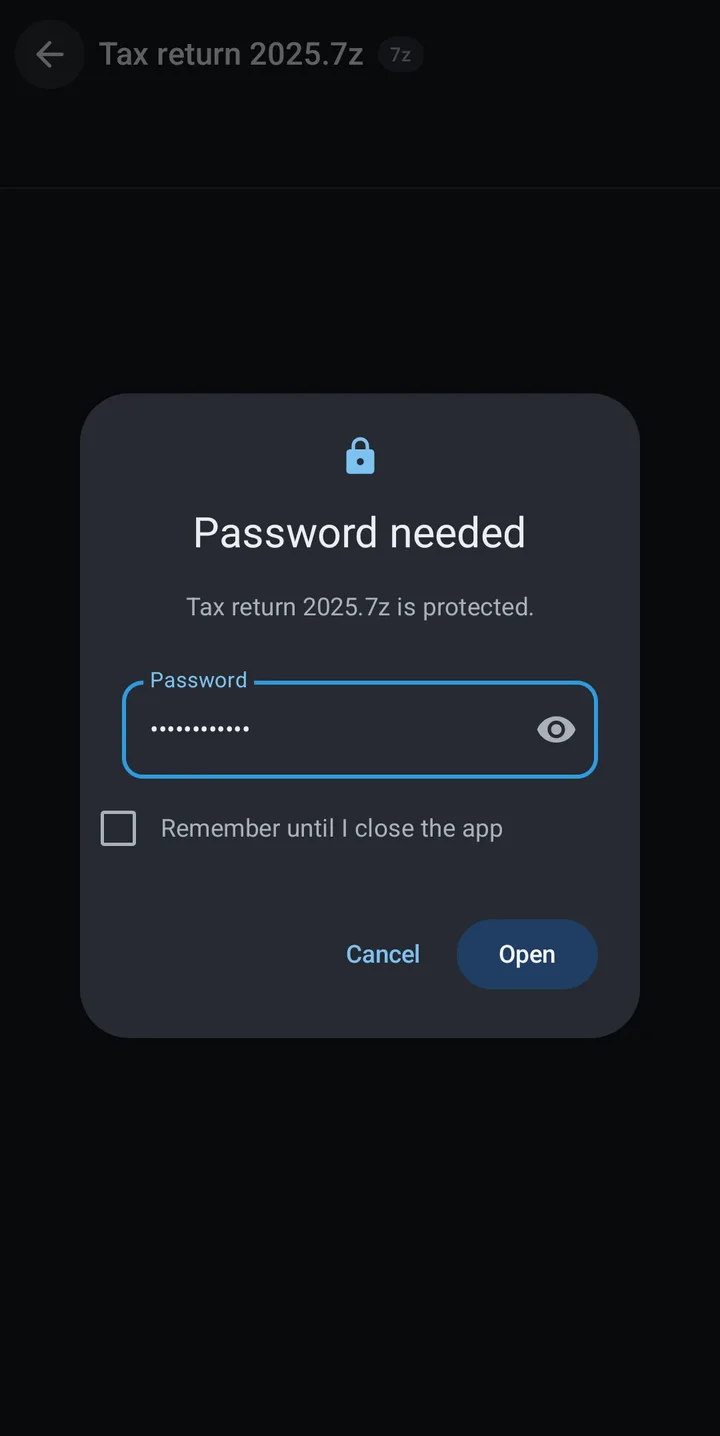 Tax return 2025.7z 7z
Password needed
Tax return 2025.7z is protected.
Password
••••••••••••
Remember until I close the app
Cancel Open